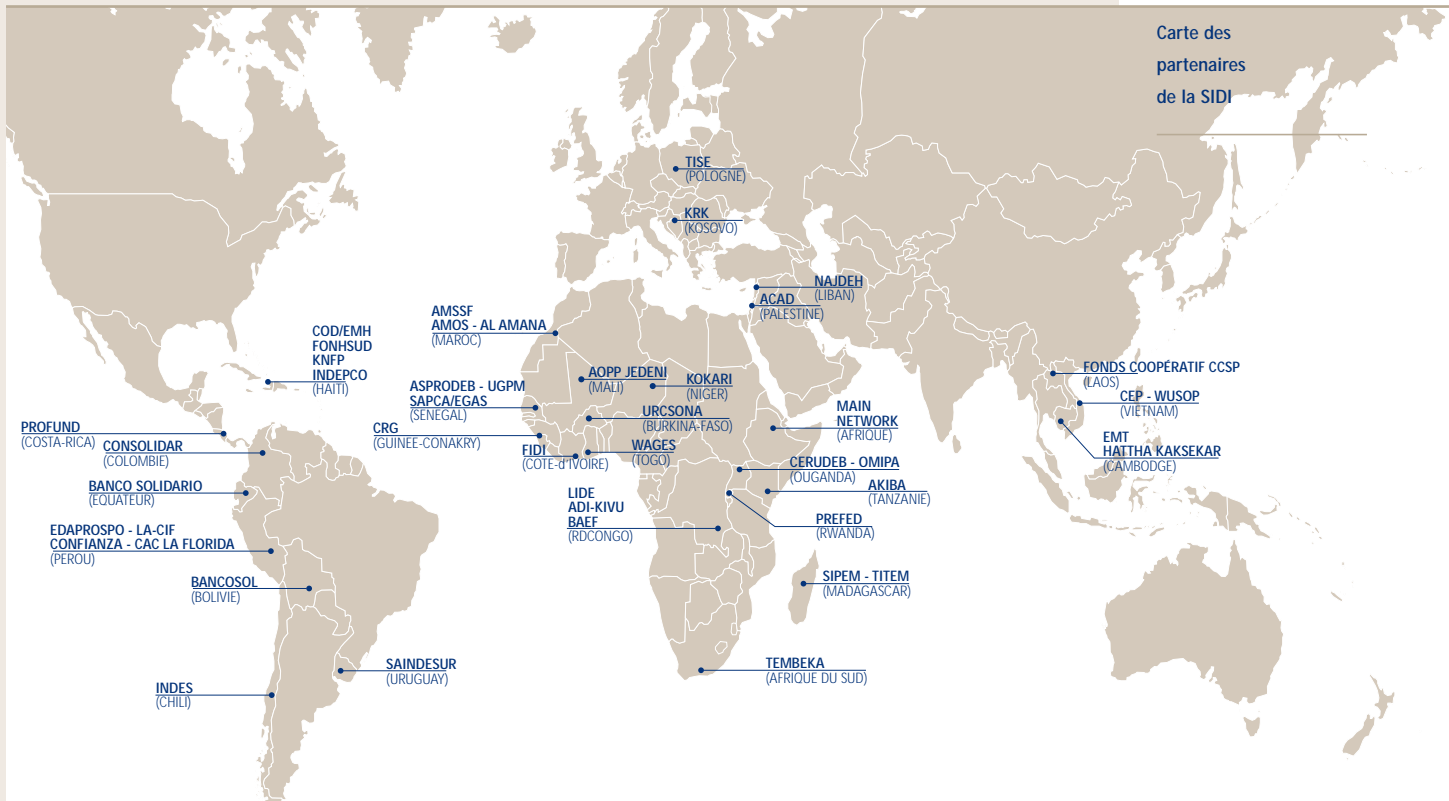 Carte des
partenaires
de la SIDI
TISE
(POLOGNE)
KRK
(KOSOVO)
NAJDEH
(LIBAN)
ACAD
(PALESTINE)
AMSSF
AMOS - AL AMANA
(MAROC)
COD/EMH
FONHSUD
KNFP
INDEPCO
(HAITI)
AOPP JEDENI
(MALI)
KOKARI
(NIGER)
ASPRODEB - UGPM
SAPCA/EGAS
(SENEGAL)
URCSONA
(BURKINA-FASO)
MAIN
NETWORK
(AFRIQUE)
FONDS COOPÉRATIF CCSP
(LAOS)
CEP - WUSOP
(VIETNAM)
EMT
HATTHA KAKSEKAR
(CAMBODGE)
PROFUND
(COSTA-RICA)
CONSOLIDAR
(COLOMBIE)
CRG
(GUINEE-CONAKRY)
FIDI
(COTE-d'IVOIRE)
WAGES
(TOGO)
CERUDEB - OMIPA
(OUGANDA)
AKIBA
(TANZANIE)
BANCO SOLIDARIO
(EQUATEUR)
LIDE
ADI-KIVU
BAEF
(RDCONGO)
PREFED
(RWANDA)
EDAPROSPO - LA-CIF
CONFIANZA - CAC LA FLORIDA
(PEROU)
BANCOSOL
(BOLIVIE)
SIPEM - TITEM
(MADAGASCAR)
SAINDESUR
(URUGUAY)
TEMBEKA
(AFRIQUE DU SUD)
INDES
(CHILI)